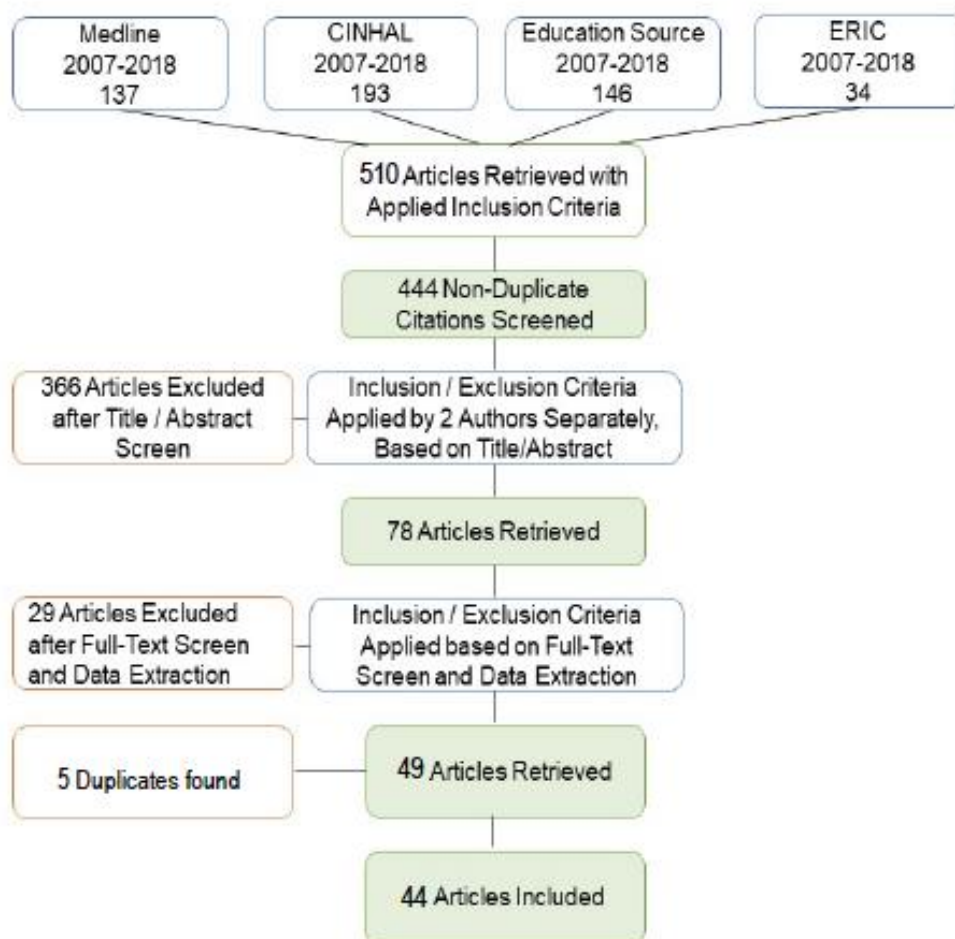 Medline
2007-2018
137
CINHAL
2007-2018
193
Education Source
2007-2018
146
ERIC
2007-2018
34
510 Articles Retrieved with
Applied Inclusion Criteria
444 Non-Duplicate
Citations Screened
366 Articles Excluded
after Title / Abstract
Screen
Inclusion / Exclusion Criteria
Applied by 2 Authors Separately,
Based on Title/Abstract
78 Articles Retrieved
29 Articles Excluded
after Full-Text Screen
and Data Extraction
Inclusion / Exclusion Criteria
Applied based on Full-Text
Screen and Data Extraction
5 Duplicates found
49 Articles Retrieved
44 Articles Included